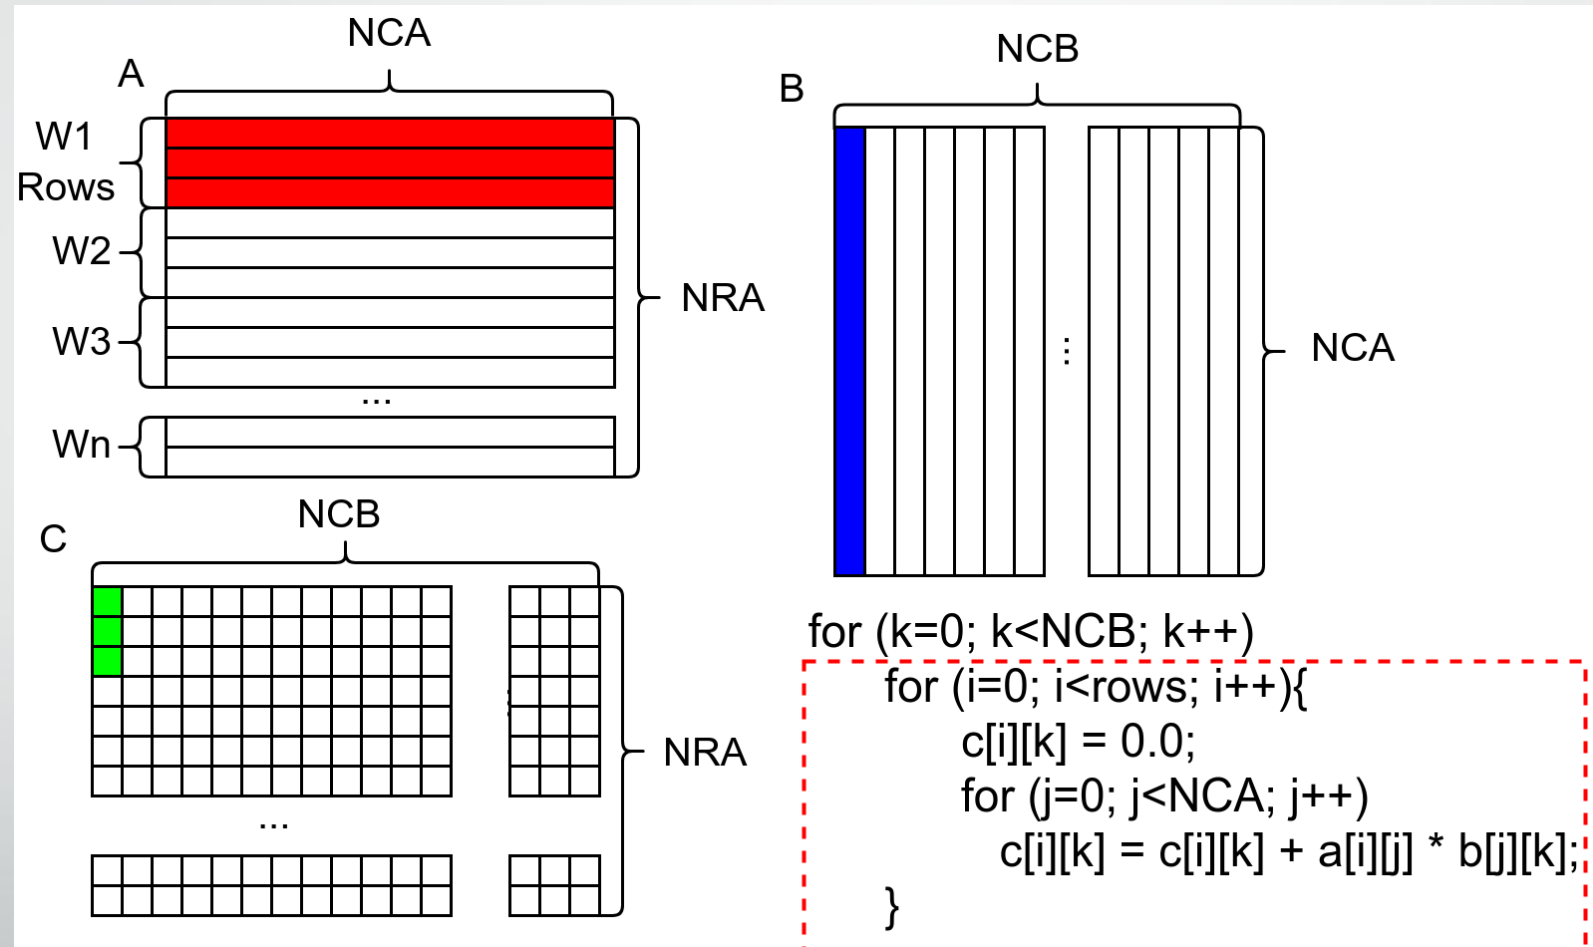 NCA
A
W1
Rows
W2
W3
...
Wn
NRA
NCB
B
...
NCA
NCB
C
...
NRA
for (k=0; k<NCB; k++)
for (i=0; i<rows; i++){
c[i][k] = 0.0;
for (j=0; j<NCA; j++)
c[i][k] = c[i][k] + a[i][j] * b[j][k];
}